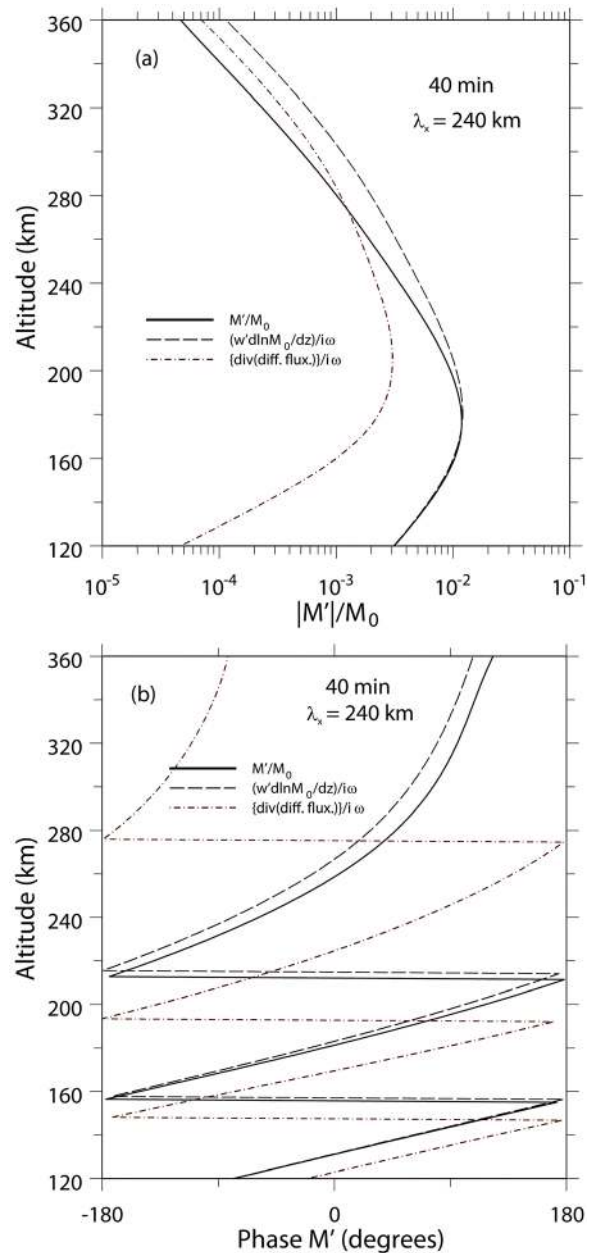 360
(a)
40 min
320
λx = 240 km
280
Altitude (km)
240
M'/M0
(w'dlnM0/dz)/iω
{div(diff. flux.)}/iω
200
160
120
10-5 10-4 10-3 10-2 10-1
|M'|/M0
360
(b)
40 min
λx = 240 km
320
M'/M0
(w'dlnM0/dz)/iω
{div(diff. flux.)}/iω
280
Altitude (km)
240
200
160
120
-180 0 180
Phase M' (degrees)